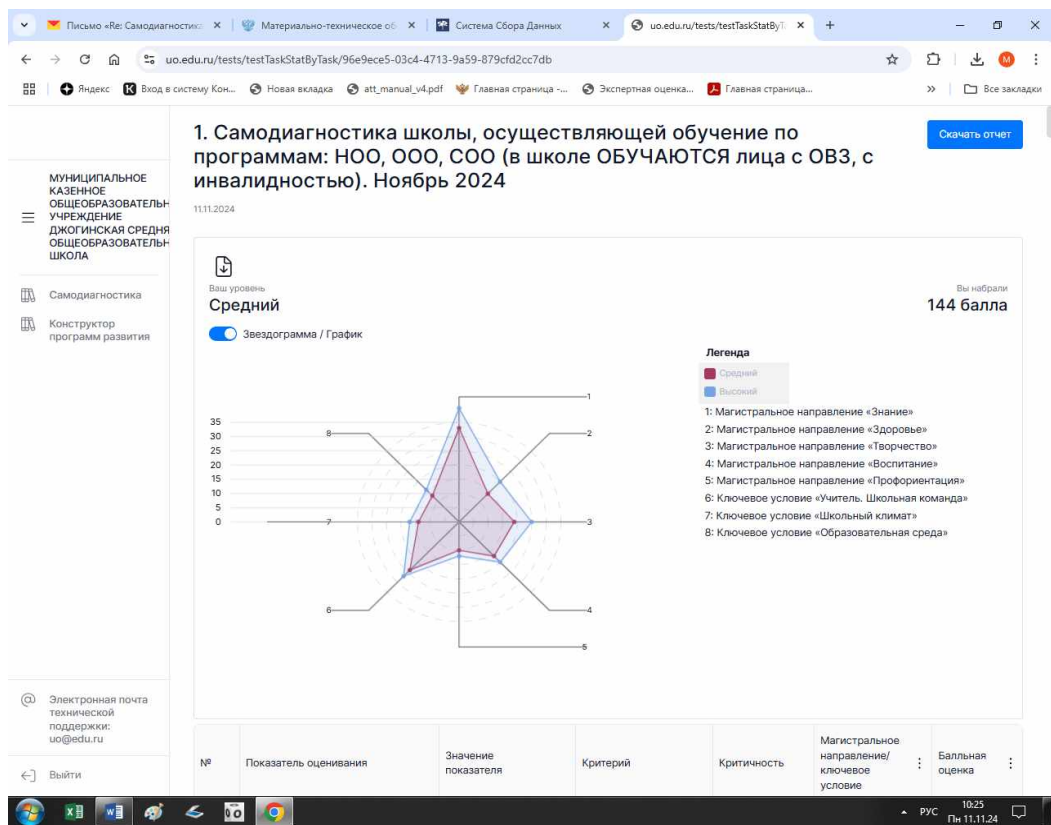 Письмо «Re: Самодиагностик
Материально-техническое об
Система Сбора Данных
uo.edu.ru/tests/testTaskStatByT
uo.edu.ru/tests/testTaskStatByTask/96e9ece5-03c4-4713-9a59-879cfd2cc7db
М
Яндекс
Вход в систему Кон...
Новая вкладка
att_manual_v4.pdf
Главная страница -...
Экспертная оценка...
Главная страница...
»
Все закладки
1. Самодиагностика школы, осуществляющей обучение по
программам: НОО, ООО, СОО (в школе ОБУЧАЮТСЯ лица с ОВЗ, с
инвалидностью). Ноябрь 2024
11.11.2024
Скачать отчет
МУНИЦИПАЛЬНОЕ
КАЗЕННОЕ
ОБЩЕОБРАЗОВАТЕЛЬН
УЧРЕЖДЕНИЕ
ДЖОГИНСКАЯ СРЕДНЯ
ОБЩЕОБРАЗОВАТЕЛЬН
ШКОЛА
Самодиагностика
Конструктор
программ развития
Ваш уровень
Средний
Вы набрали
144 балла
Звездограмма / График
35
30
25
20
15
10
5
0
1
2
3
4
5
6
7
8
Легенда
Средний
Высокий
1: Магистральное направление «Знание»
2: Магистральное направление «Здоровье»
3: Магистральное направление «Творчество»
4: Магистральное направление «Воспитание»
5: Магистральное направление «Профориентация»
6: Ключевое условие «Учитель. Школьная команда»
7: Ключевое условие «Школьный климат»
8: Ключевое условие «Образовательная среда»
Электронная почта
технической
поддержки:
uo@edu.ru
Выйти
№
Показатель оценивания
Значение
показателя
Критерий
Критичность
Магистральное
направление/
ключевое
условие
Балльная
оценка
РУС
10:25
Пн 11.11.24